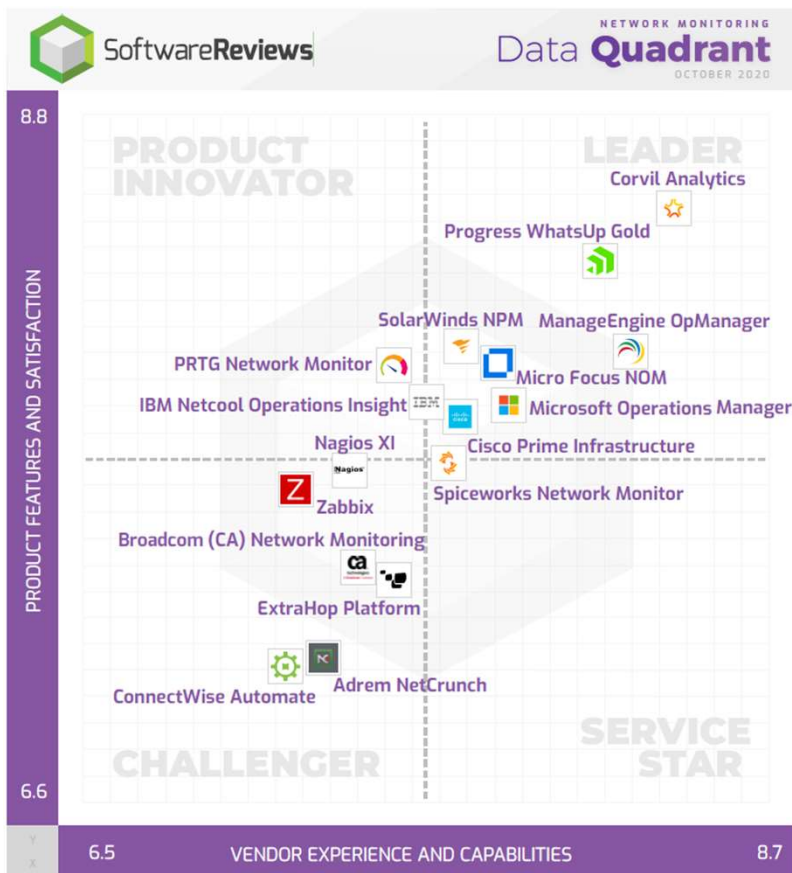 SoftwareReviews
NETWORK MONITORING
Data Quadrant
OCTOBER 2020
8.8
PRODUCT
INNOVATOR
LEADER
Corvil Analytics
Progress WhatsUp Gold
SolarWinds NPM
ManageEngine OpManager
PRTG Network Monitor
Micro Focus NOM
IBM Netcool Operations Insight
IBM
Microsoft Operations Manager
Nagios XI
Cisco Prime Infrastructure
Nagios
Spiceworks Network Monitor
Z
Zabbix
Broadcom (CA) Network Monitoring
ca
ExtraHop Platform
Adrem NetCrunch
ConnectWise Automate
SERVICE
STAR
CHALLENGER
PRODUCT FEATURES AND SATISFACTION
6.6
Y
X
6.5
VENDOR EXPERIENCE AND CAPABILITIES
8.7